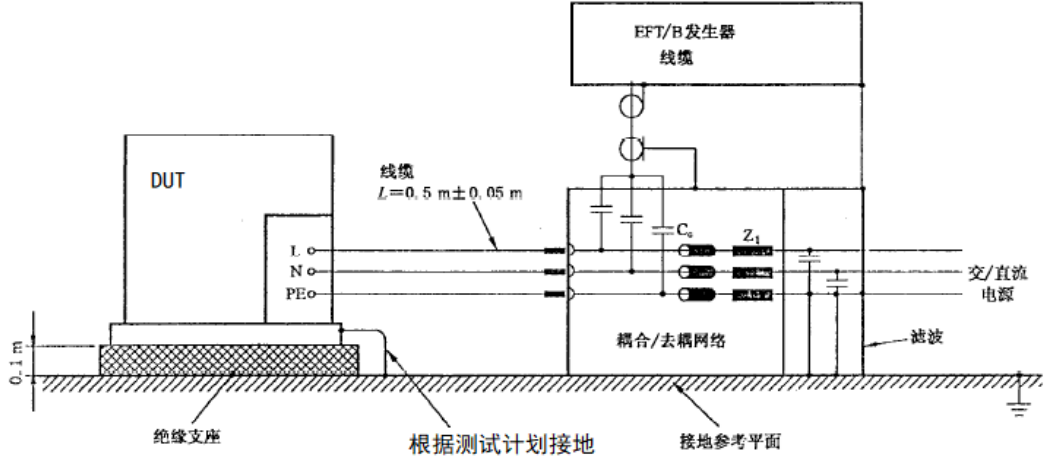 EFT/B发生器
线缆
DUT
线缆
L=0.5 m±0.05 m
Cc
Z1
L
N
PE
交/直流
电源
耦合/去耦网络
滤波
0.1 m
绝缘支座
根据测试计划接地
接地参考平面